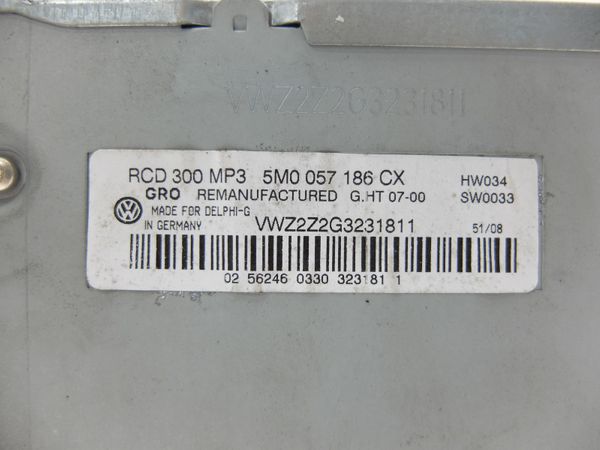 VWZ2Z2G3231811
RCD 300 MP3 5M0 057 186 CX HW034
GRO REMANUFACTURED G.HT 07-00 SW0033
MADE FOR DELPHI-G
IN GERMANY VWZ2Z2G3231811 51/08
02 56246 0330 323181 1